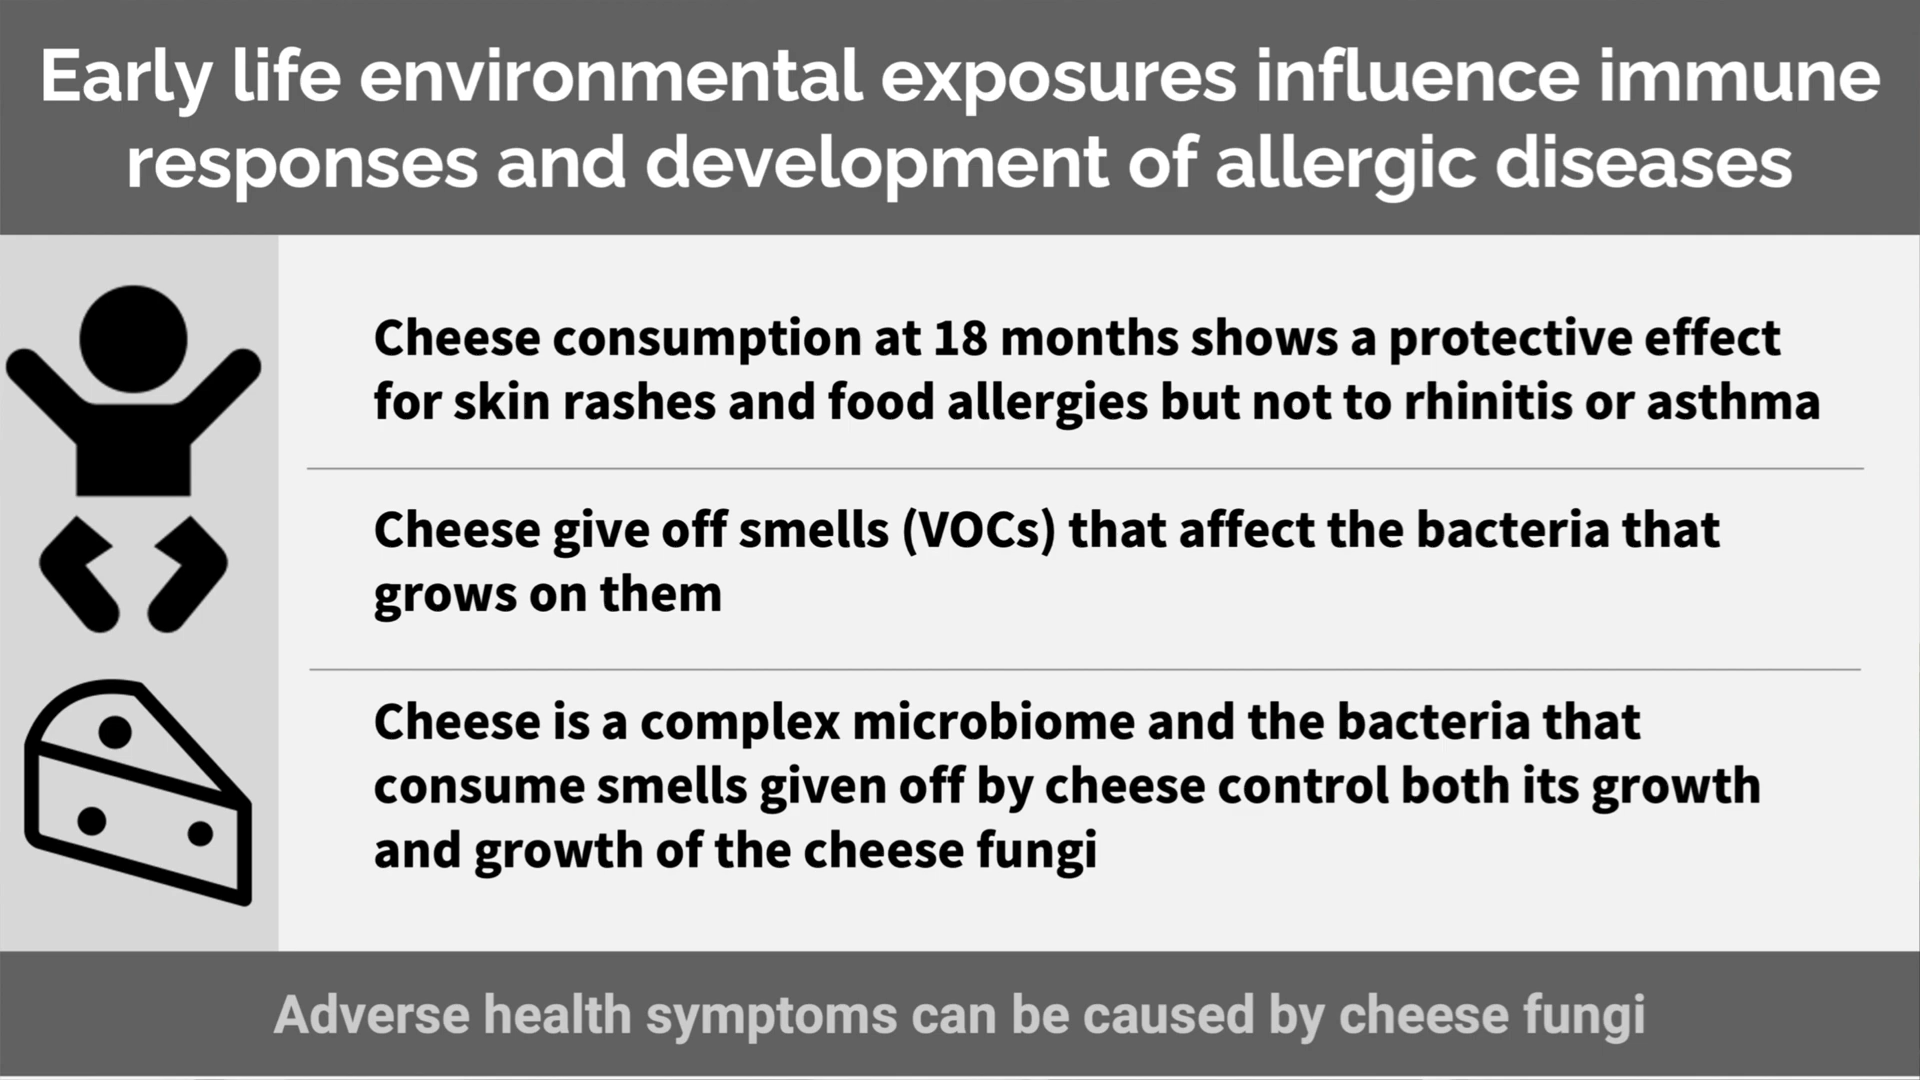 Early life environmental exposures influence immune
responses and development of allergic diseases
Cheese consumption at 18 months shows a protective effect
for skin rashes and food allergies but not to rhinitis or asthma
Cheese give off smells (VOCs) that affect the bacteria that
grows on them
Cheese is a complex microbiome and the bacteria that
consume smells given off by cheese control both its growth
and growth of the cheese fungi
Adverse health symptoms can be caused by cheese fungi